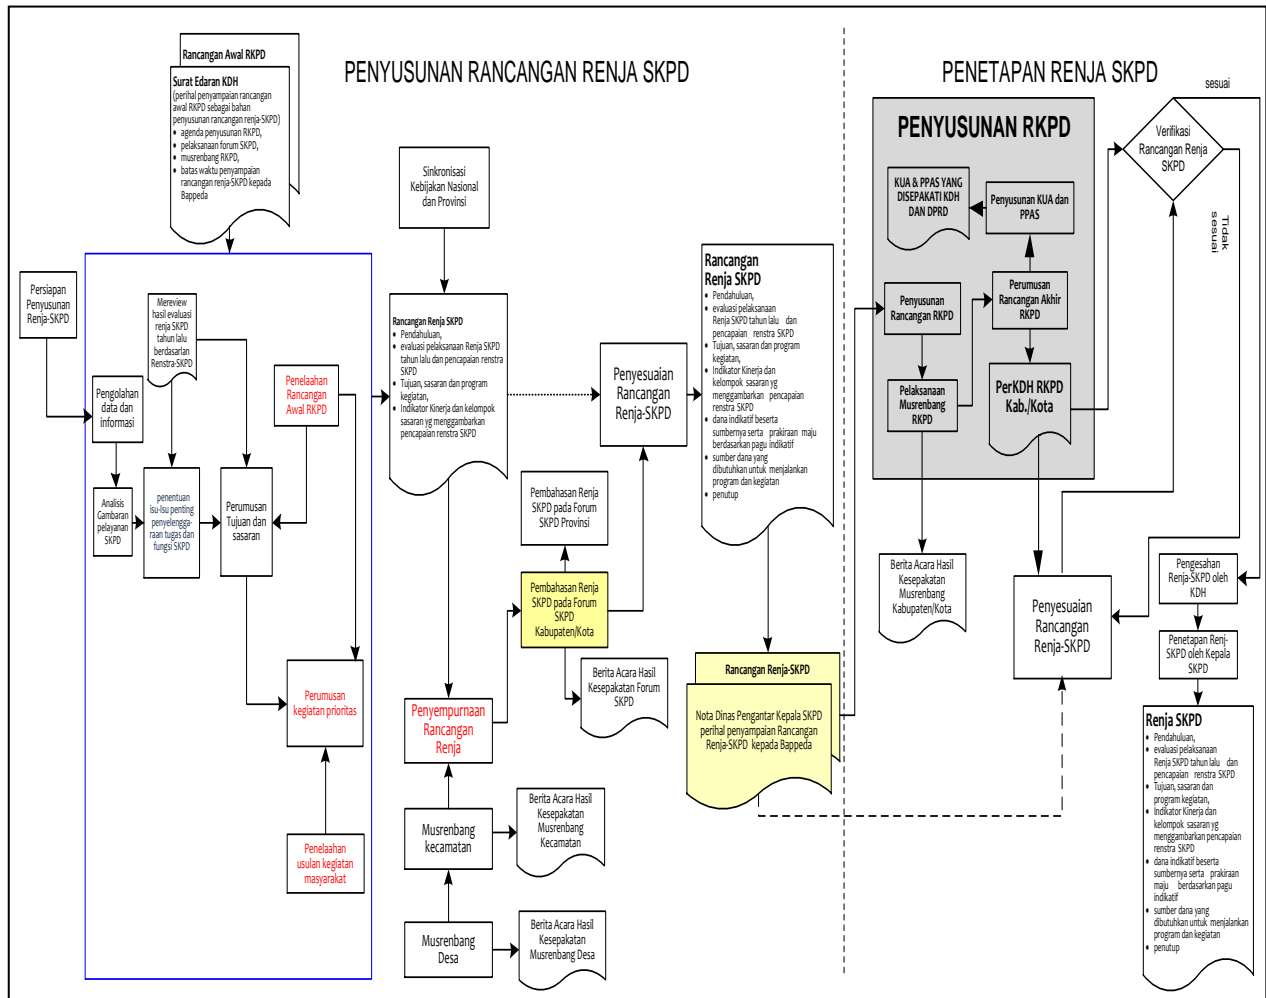 PENYUSUNAN RANCANGAN RENJA SKPD
PENETAPAN RENJA SKPD
Rancangan Awal RKPD
Surat Edaran KDH
(perihal penyampaian rancangan
awal RKPD sebagai bahan
penyusunan rancangan renja-SKPD)
• agenda penyusunan RKPD,
• pelaksanaan forum SKPD,
• musrenbang RKPD,
• batas waktu penyampaian
rancangan renja-SKPD kepada
Bappeda
Persiapan
Penyusunan
Renja-SKPD
Mereview
hasil evaluasi
renja SKPD
tahun lalu
berdasarlan
Renstra-SKPD
Pengolahan
data dan
informasi
Penelaahan
Rancangan
Awal RKPD
Analisis
Gambaran
pelayanan
SKPD
penentuan
isu-Isu penting
penyelengga-
raan tugas dan
fungsi SKPD
Perumusan
Tujuan dan
sasaran
Perumusan
kegiatan prioritas
Penelaahan
usulan kegiatan
masyarakat
Sinkronisasi
Kebijakan Nasional
dan Provinsi
Rancangan Renja SKPD
• Pendahuluan,
• evaluasi pelaksanaan Renja SKPD
tahun lalu dan pencapaian renstra
SKPD
• Tujuan, sasaran dan program
kegiatan,
• Indikator Kinerja dan kelompok
sasaran yg menggambarkan
pencapaian renstra SKPD
Penyempurnaan
Rancangan
Renja
Musrenbang
kecamatan
Musrenbang
Desa
Berita Acara Hasil
Kesepakatan
Musrenbang
Kecamatan
Berita Acara Hasil
Kesepakatan
Musrenbang Desa
Pembahasan Renja
SKPD pada Forum
SKPD Provinsi
Pembahasan Renja
SKPD pada Forum
SKPD
Kabupaten/Kota
Berita Acara Hasil
Kesepakatan Forum
SKPD
Penyesuaian
Rancangan
Renja-SKPD
Rancangan
Renja SKPD
• Pendahuluan,
• evaluasi pelaksanaan
Renja SKPD tahun lalu dan
pencapaian renstra SKPD
• Tujuan, sasaran dan program
kegiatan,
• Indikator Kinerja dan
kelompok sasaran yg
menggambarkan pencapaian
renstra SKPD
• dana indikatif beserta
sumbernya serta prakiraan maju
berdasarkan pagu indikatif
• sumber dana yang
dibutuhkan untuk menjalankan
program dan kegiatan
• penutup
Rancangan Renja-SKPD
Nota Dinas Pengantar Kepala SKPD
perihal penyampaian Rancangan
Renja-SKPD kepada Bappeda
PENYUSUNAN RKPD
KUA & PPAS YANG
DISEPAKATI KDH
DAN DPRD
Penyusunan KUA dan
PPAS
Penyusunan
Rancangan RKPD
Perumusan
Rancangan Akhir
RKPD
Pelaksanaan
Musrenbang
RKPD
PerKDH RKPD
Kab./Kota
Berita Acara Hasil
Kesepakatan
Musrenbang
Kabupaten/Kota
Penyesuaian
Rancangan
Renja-SKPD
Verifikasi
Rancangan Renja
SKPD
sesuai
Tidak
sesuai
Pengesahan
Renja-SKPD oleh
KDH
Penetapan Renj-
SKPD oleh Kepala
SKPD
Renja SKPD
• Pendahuluan,
• evaluasi pelaksanaan
Renja SKPD tahun lalu dan
pencapaian renstra SKPD
• Tujuan, sasaran dan
program kegiatan,
• Indikator Kinerja dan
kelompok sasaran yg
menggambarkan pencapaian
renstra SKPD
• dana indikatif beserta
sumbernya serta prakiraan
maju berdasarkan pagu
indikatif
• sumber dana yang
dibutuhkan untuk menjalankan
program dan kegiatan
• penutup